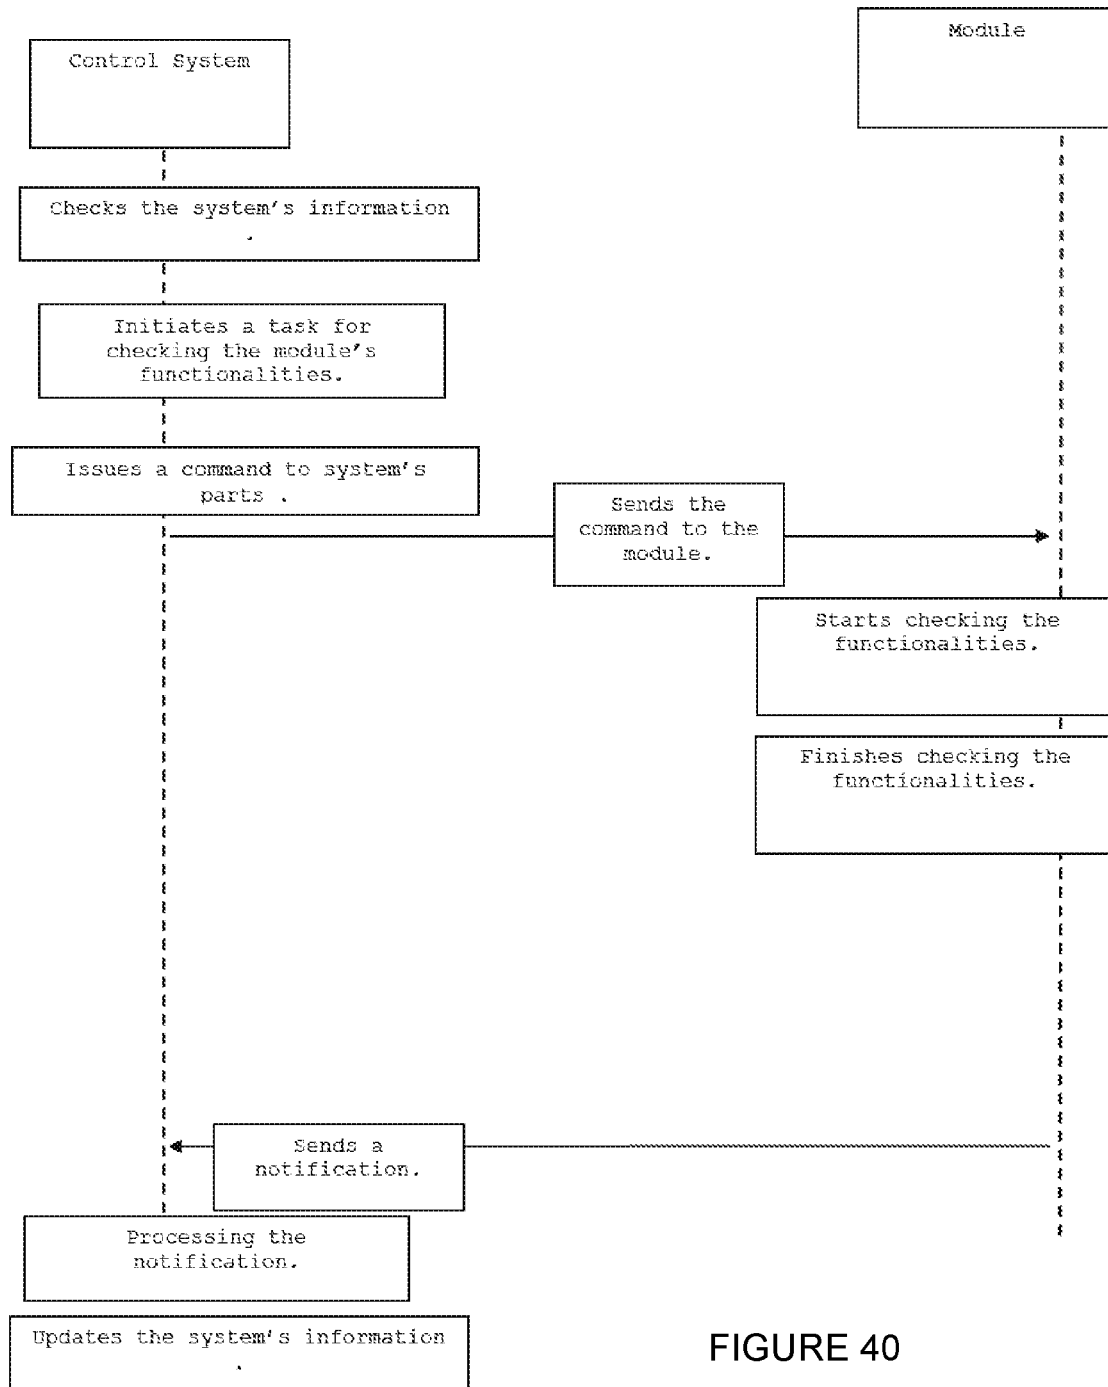 Module
Control System
Checks the system's information
.
Initiates a task for
checking the module's
functionalities.
Issues a command to system's
parts .
Sends the
command to the
module.
Starts checking the
functionalities.
Finishes checking the
functionalities.
Sends a
notification.
Processing the
notification.
Updates the system's information
.
FIGURE 40